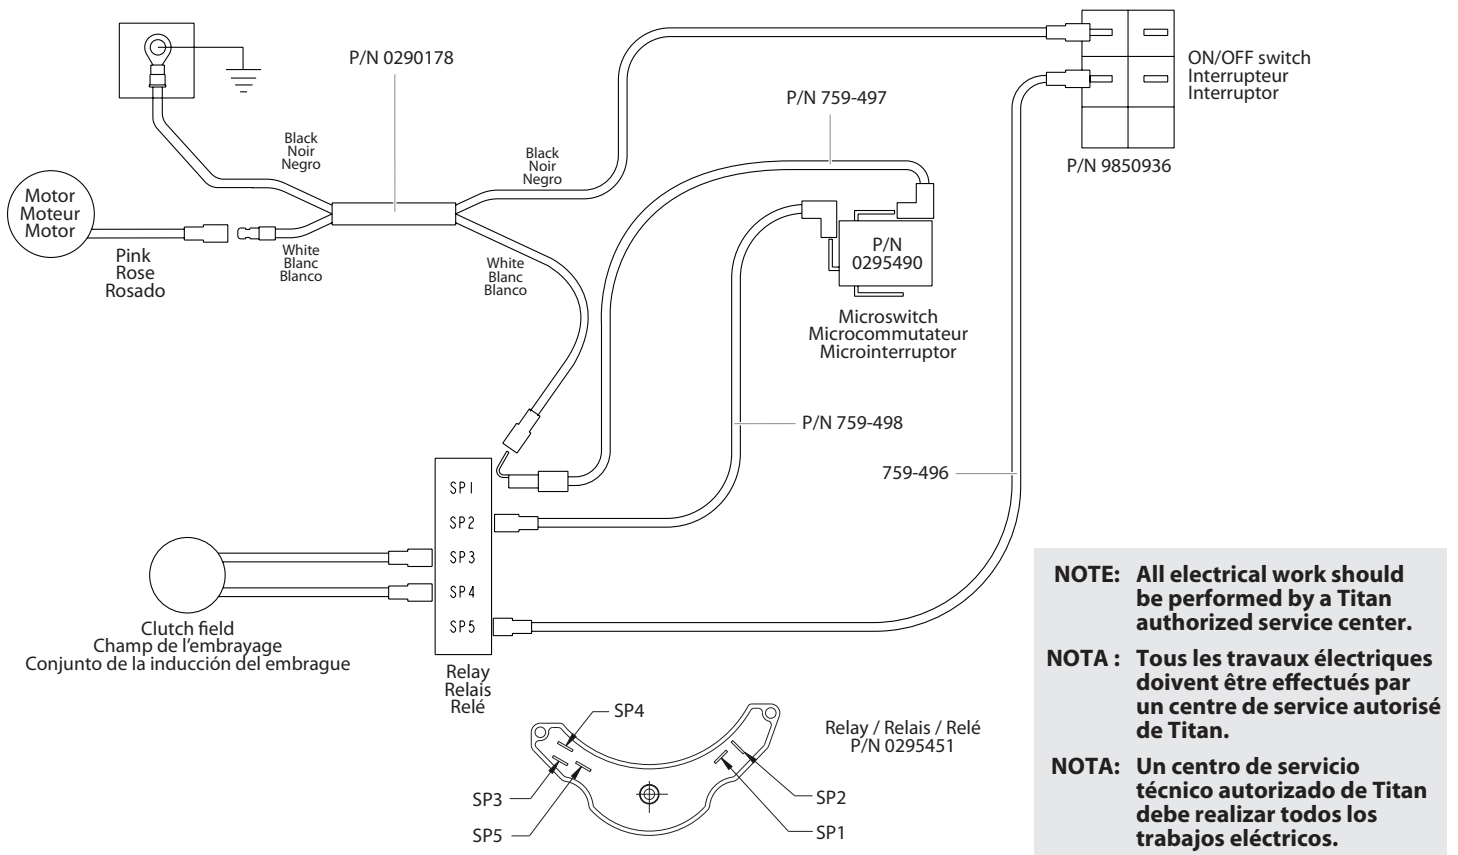 P/N 0290178
ON/OFF switch
Interrupteur
Interruptor
P/N 9850936
P/N 759-497
Black
Noir
Negro
Black
Noir
Negro
Motor
Moteur
Motor
Pink
Rose
Rosado
White
Blanc
Blanco
White
Blanc
Blanco
P/N
0295490
Microswitch
Microcommutateur
Microinterruptor
P/N 759-498
759-496
SP1
SP2
SP3
SP4
SP5
Clutch field
Champ de l'embrayage
Conjunto de la inducción del embrague
Relay
Relais
Relé
SP4
SP3
SP5
SP2
SP1
Relay / Relais / Relé
P/N 0295451
NOTE: All electrical work should
be performed by a Titan
authorized service center.
NOTA : Tous les travaux électriques
doivent être effectués par
un centre de service autorisé
de Titan.
NOTA: Un centro de servicio
técnico autorizado de Titan
debe realizar todos los
trabajos eléctricos.